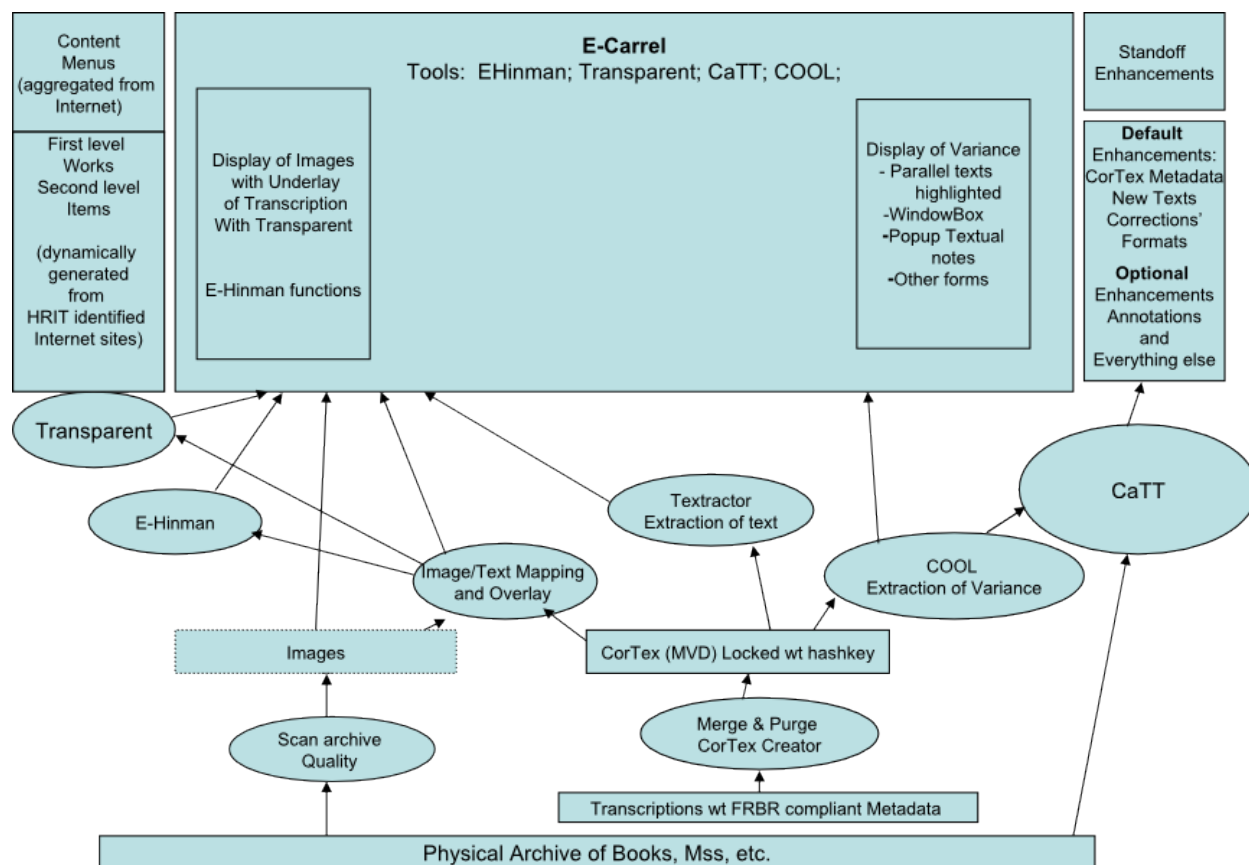 Content
Menus
(aggregated from
Internet)
First level
Works
Second level
Items
(dynamically
generated
from
HRIT identified
Internet sites)
E-Carrel
Tools: EHinman; Transparent; CaTT; COOL;
Display of Images
with Underlay
of Transcription
With Transparent
E-Hinman functions
Display of Variance
- Parallel texts
highlighted
-WindowBox
-Popup Textual
notes
-Other forms
Standoff
Enhancements
Default
Enhancements:
CorTex Metadata
New Texts
Corrections’
Formats
Optional
Enhancements
Annotations
and
Everything else
Transparent
E-Hinman
Textractor
Extraction of text
CaTT
Image/Text Mapping
and Overlay
COOL
Extraction of Variance
Images
CorTex (MVD) Locked wt hashkey
Scan archive
Quality
Merge & Purge
CorTex Creator
Transcriptions wt FRBR compliant Metadata
Physical Archive of Books, Mss, etc.